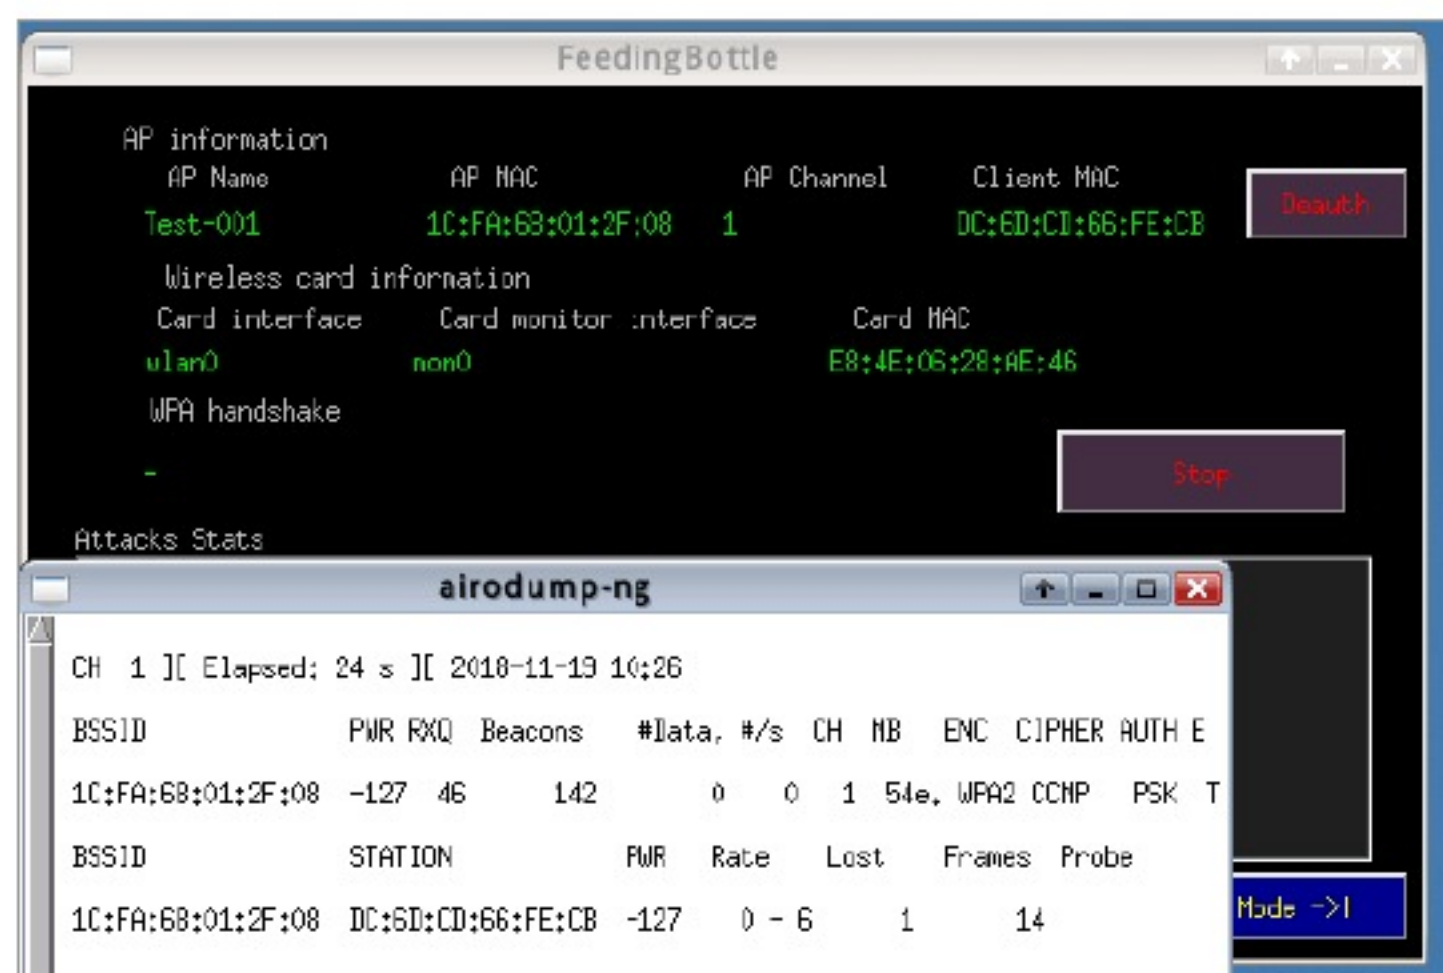 FeedingBottle
AP information
AP Name AP MAC AP Channel Client MAC
Test-001 1C:FA:68:01:2F:08 1 DC:6D:CD:66:FE:CB Deauth
Wireless card information
Card interface Card monitor interface Card MAC
wlan0 mon0 E8:4E:06:28:AE:46
WPA handshake
-
Stop
Attacks Stats
airodump-ng
CH 1 ][ Elapsed: 24 s ][ 2018-11-19 10:26
BSSID PWR RXQ Beacons #Data, #/s CH MB ENC CIPHER AUTH E
1C:FA:68:01:2F:08 -127 46 142 0 0 1 54e. WPA2 CCMP PSK T
BSSID STATION PWR Rate Lost Frames Probe
1C:FA:68:01:2F:08 DC:6D:CD:66:FE:CB -127 0 - 6 1 14
Mode ->|